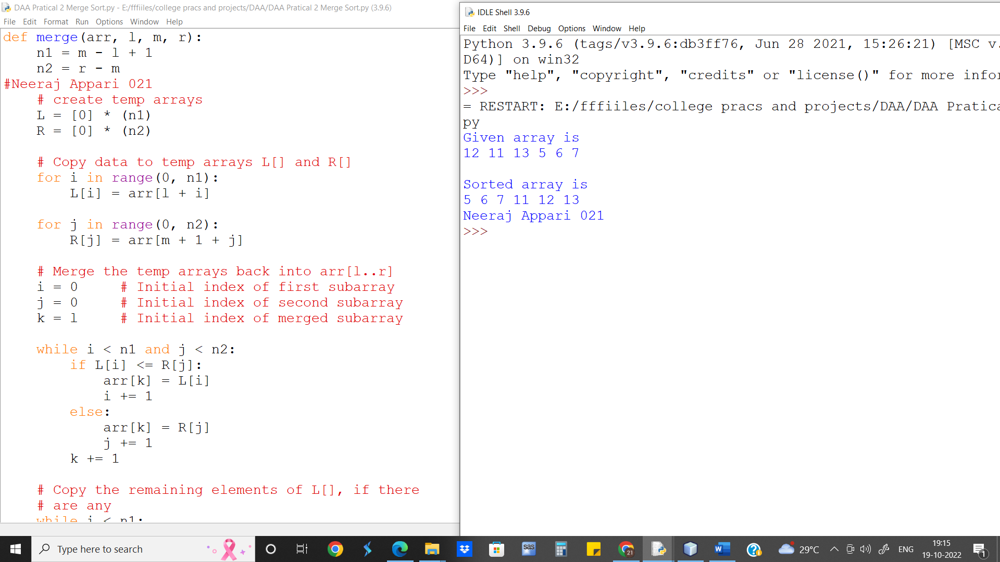 DAA Pratical 2 Merge Sort.py - E:/fffiiles/college pracs and projects/DAA/DAA Pratical 2 Merge Sort.py (3.9.6)
File Edit Format Run Options Window Help
def merge(arr, l, m, r):
    n1 = m - l + 1
    n2 = r - m
#Neeraj Appari 021
    # create temp arrays
    L = [0] * (n1)
    R = [0] * (n2)
    # Copy data to temp arrays L[] and R[]
    for i in range(0, n1):
        L[i] = arr[l + i]
    for j in range(0, n2):
        R[j] = arr[m + 1 + j]
    # Merge the temp arrays back into arr[l..r]
    i = 0     # Initial index of first subarray
    j = 0     # Initial index of second subarray
    k = l     # Initial index of merged subarray
    while i < n1 and j < n2:
        if L[i] <= R[j]:
            arr[k] = L[i]
            i += 1
        else:
            arr[k] = R[j]
            j += 1
        k += 1
    # Copy the remaining elements of L[], if there
    # are any
    while i < n1:
IDLE Shell 3.9.6
File Edit Shell Debug Options Window Help
Python 3.9.6 (tags/v3.9.6:db3ff76, Jun 28 2021, 15:26:21) [MSC v.
D64)] on win32
Type "help", "copyright", "credits" or "license()" for more infor
>>>
= RESTART: E:/fffiiles/college pracs and projects/DAA/DAA Pratica
py
Given array is
12 11 13 5 6 7
Sorted array is
5 6 7 11 12 13
Neeraj Appari 021
>>>
Type here to search
sas
21
W
29°C
ENG
19:15
19-10-2022
1